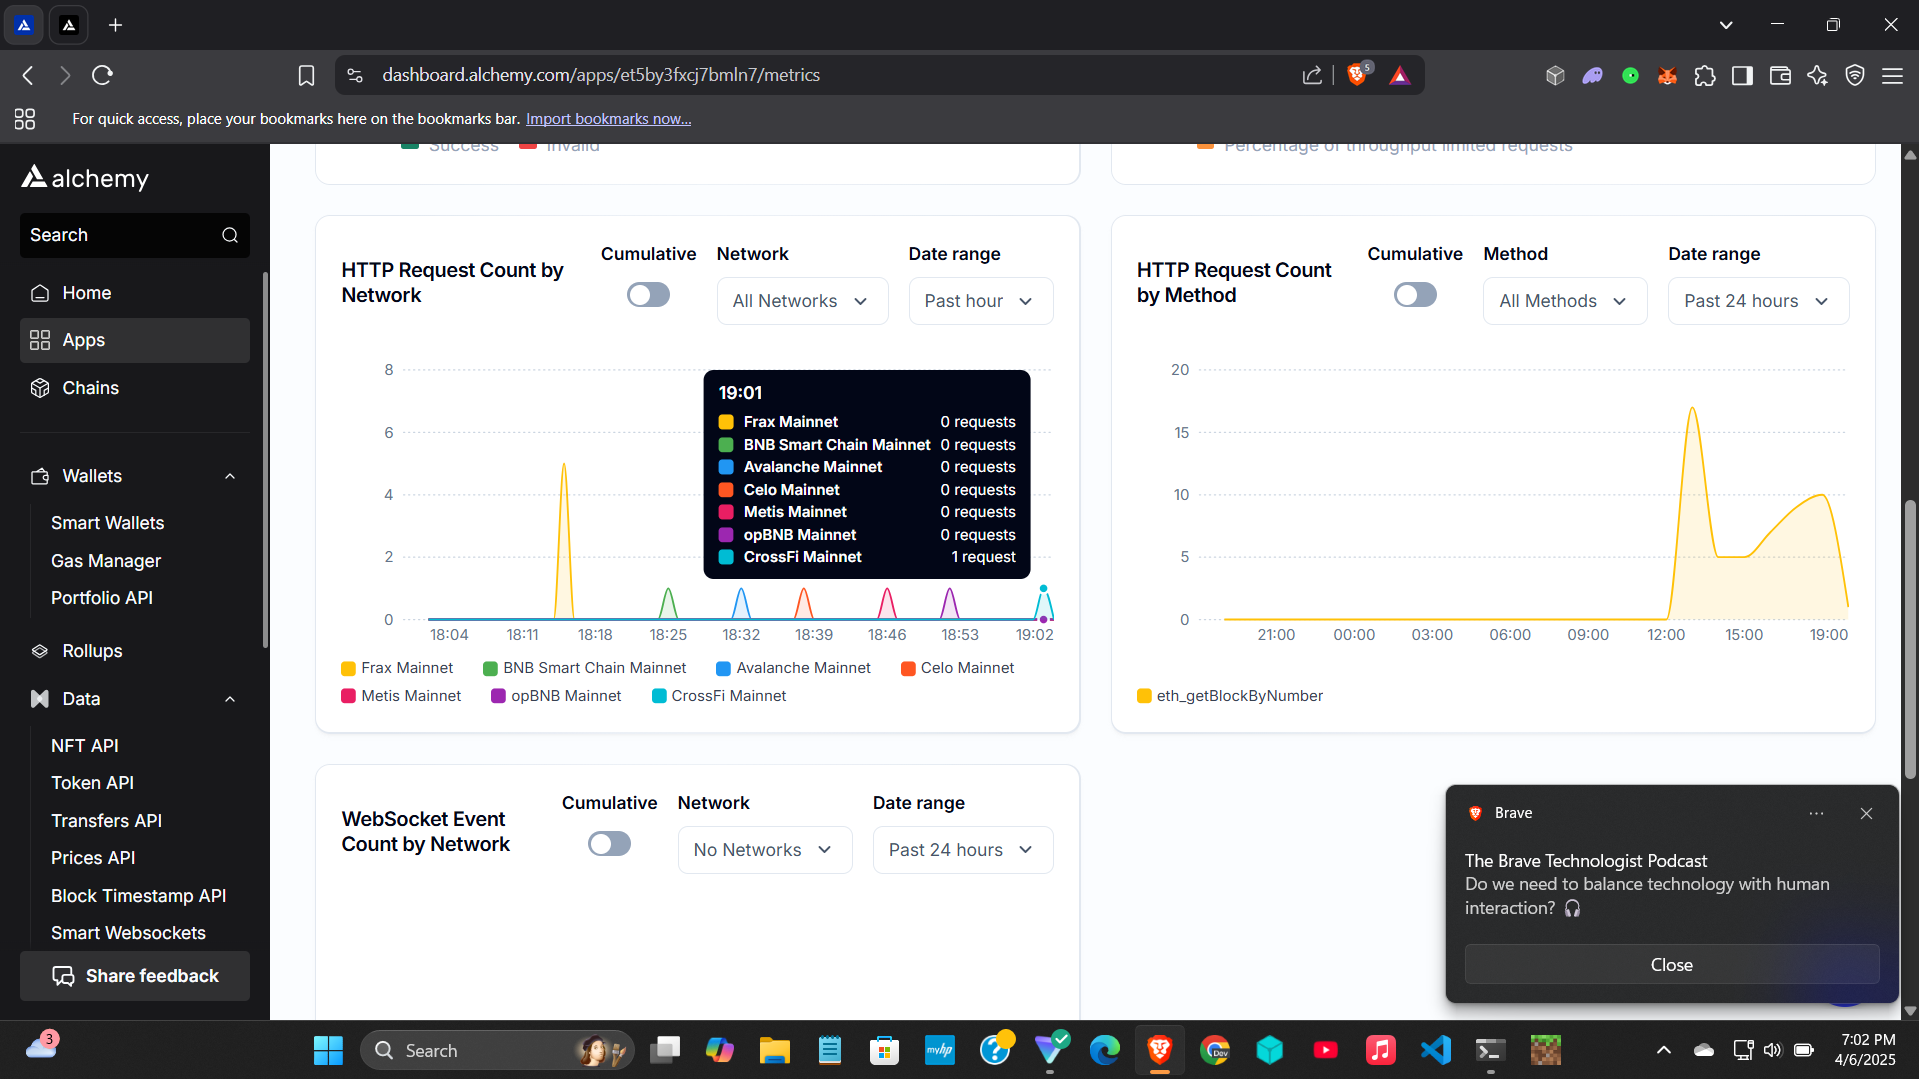 dashboard.alchemy.com/apps/et5by3fxcj7bmln7/metrics
5
For quick access, place your bookmarks here on the bookmarks bar. Import bookmarks now...
alchemy
Search
Home
Apps
Chains
Wallets
Smart Wallets
Gas Manager
Portfolio API
Rollups
Data
NFT API
Token API
Transfers API
Prices API
Block Timestamp API
Smart Websockets
Share feedback
Success Invalid
Percentage of throughput limited requests
HTTP Request Count by
Network
Cumulative
Network
All Networks
Date range
Past hour
8
6
4
2
0
18:04 18:11 18:18 18:25 18:32 18:39 18:46 18:53 19:02
19:01
Frax Mainnet 0 requests
BNB Smart Chain Mainnet 0 requests
Avalanche Mainnet 0 requests
Celo Mainnet 0 requests
Metis Mainnet 0 requests
opBNB Mainnet 0 requests
CrossFi Mainnet 1 request
Frax Mainnet BNB Smart Chain Mainnet Avalanche Mainnet Celo Mainnet
Metis Mainnet opBNB Mainnet CrossFi Mainnet
HTTP Request Count
by Method
Cumulative
Method
All Methods
Date range
Past 24 hours
20
15
10
5
0
21:00 00:00 03:00 06:00 09:00 12:00 15:00 19:00
eth_getBlockByNumber
WebSocket Event
Count by Network
Cumulative
Network
No Networks
Date range
Past 24 hours
Brave
The Brave Technologist Podcast
Do we need to balance technology with human
interaction? 🎧
Close
3
Search
myhp
Dev
7:02 PM
4/6/2025